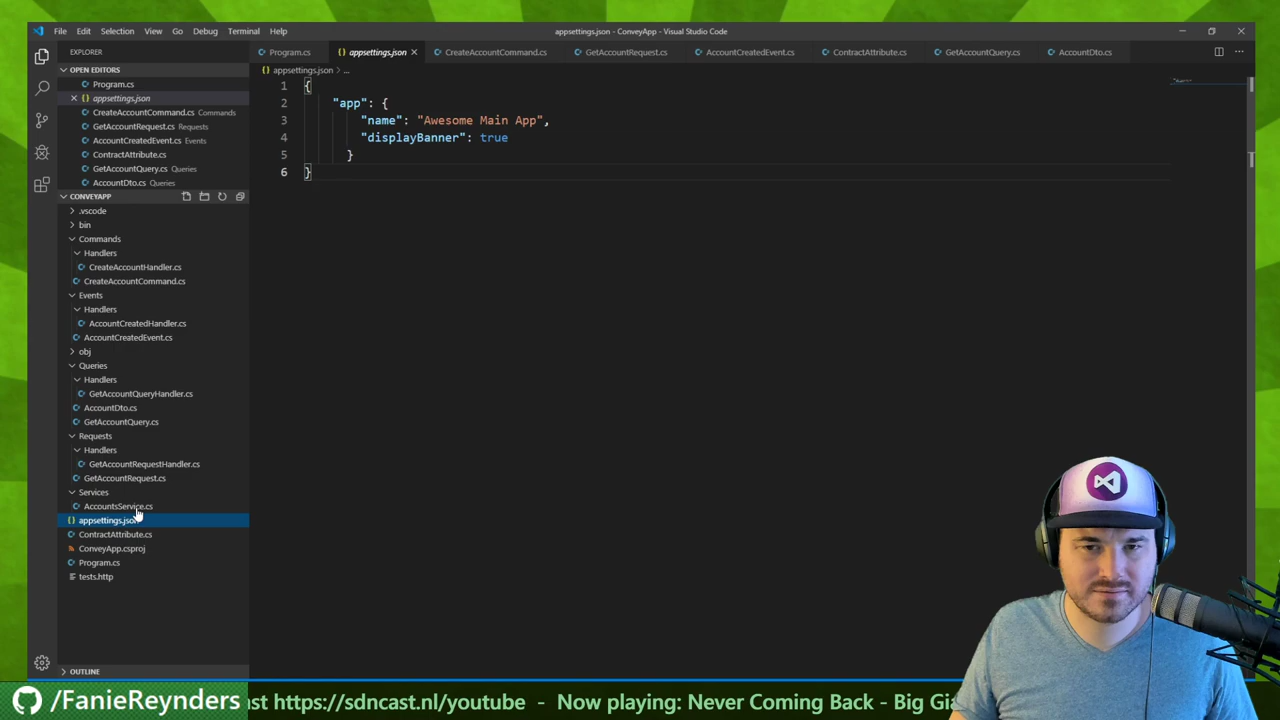 File Edit Selection View Go Debug Terminal Help
appsettings.json - ConveyApp - Visual Studio Code
EXPLORER
OPEN EDITORS
Program.cs
appsettings.json
CreateAccountCommand.cs Commands
GetAccountRequest.cs Requests
AccountCreatedEvent.cs Events
ContractAttribute.cs
GetAccountQuery.cs Queries
AccountDto.cs Queries
CONVEYAPP
.vscode
bin
Commands
Handlers
CreateAccountHandler.cs
CreateAccountCommand.cs
Events
Handlers
AccountCreatedHandler.cs
AccountCreatedEvent.cs
obj
Queries
Handlers
GetAccountQueryHandler.cs
AccountDto.cs
GetAccountQuery.cs
Requests
Handlers
GetAccountRequestHandler.cs
GetAccountRequest.cs
Services
AccountsService.cs
appsettings.json
ContractAttribute.cs
ConveyApp.csproj
Program.cs
tests.http
OUTLINE
Program.cs appsettings.json CreateAccountCommand.cs GetAccountRequest.cs AccountCreatedEvent.cs ContractAttribute.cs GetAccountQuery.cs AccountDto.cs
appsettings.json > ...
1 {
2 "app": {
3 "name": "Awesome Main App",
4 "displayBanner": true
5 }
6 }
/FanieReynders
st https://sdncast.nl/youtube - Now playing: Never Coming Back - Big Gia